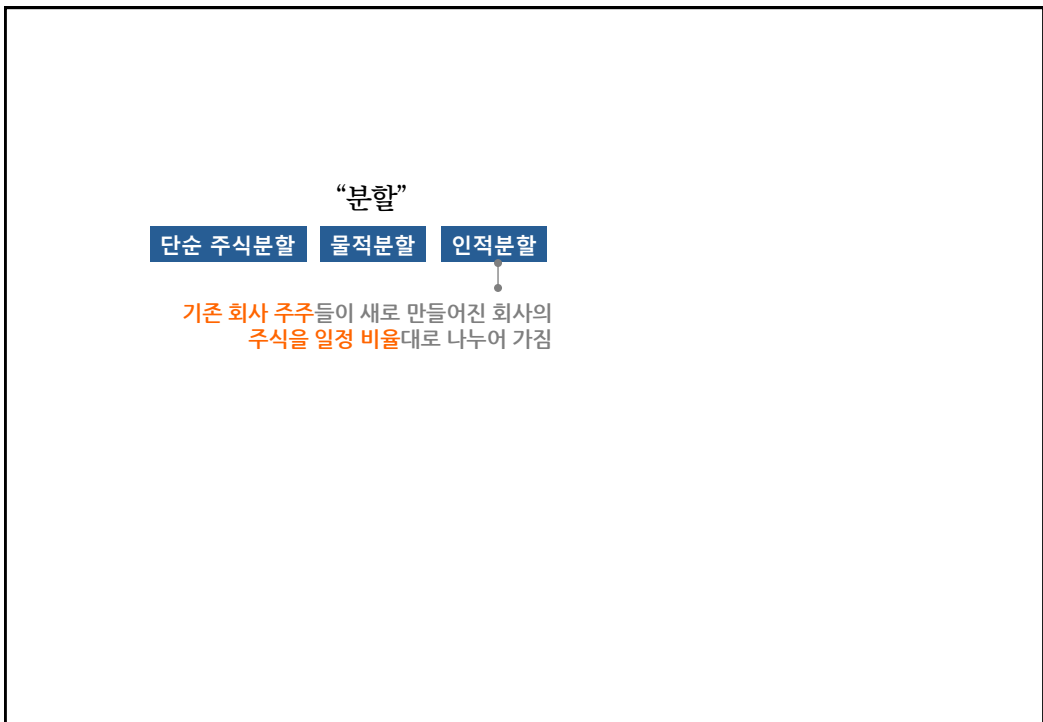 “분할”
단순 주식분할 물적분할 인적분할
기존 회사 주주들이 새로 만들어진 회사의
주식을 일정 비율대로 나누어 가짐